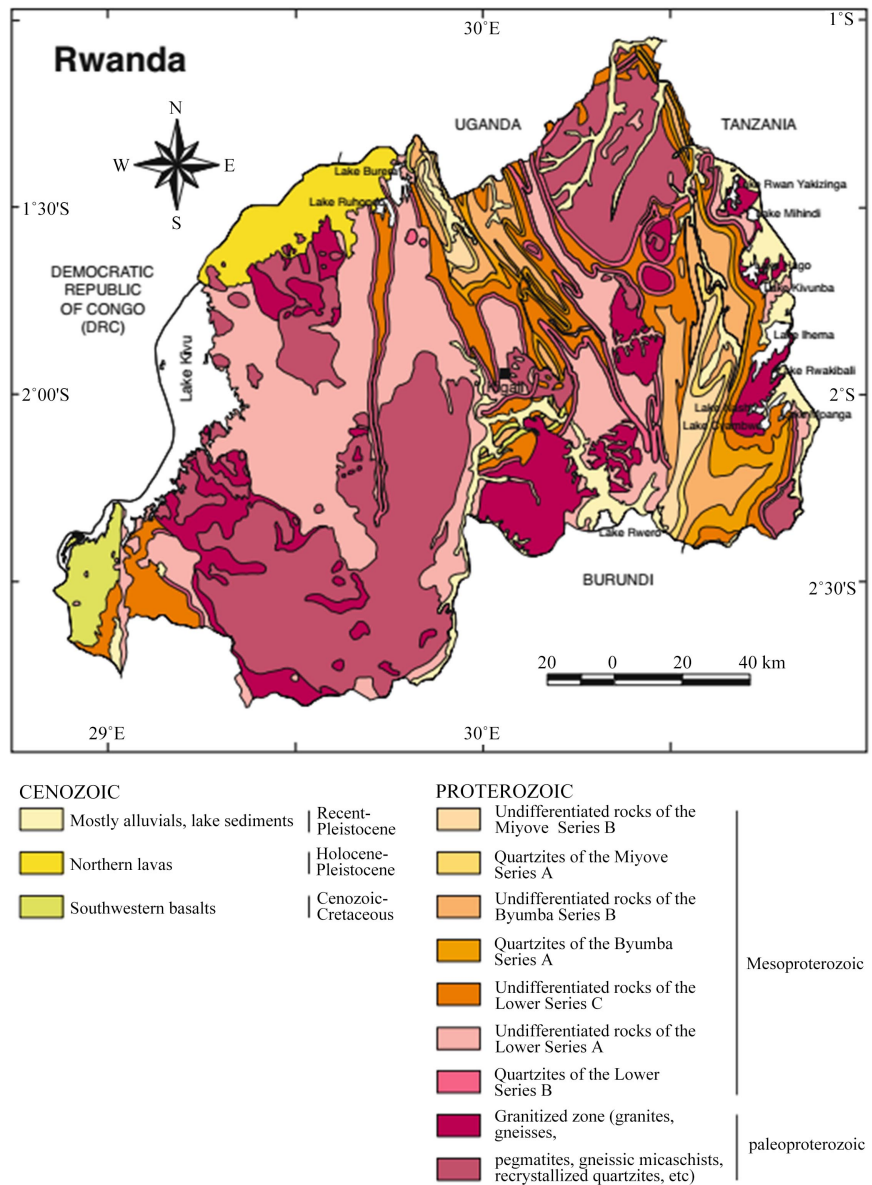 Rwanda
30°E
1°S
N
W
E
S
UGANDA
TANZANIA
Lake Burera
Lake Ruhondo
Lake Rwan Yakizinga
Lake Mihindi
1°30'S
DEMOCRATIC
REPUBLIC
OF CONGO
(DRC)
Lake Kivu
Lake Kivunba
Lake Ihema
Lake Rwakibali
Kigali
2°00'S
2°S
Lake
Lake
Lake Rwero
BURUNDI
2°30'S
20 0 20 40 km
29°E
30°E
CENOZOIC
Mostly alluvials, lake sediments
Recent-
Pleistocene
Northern lavas
Holocene-
Pleistocene
Southwestern basalts
Cenozoic-
Cretaceous
PROTEROZOIC
Undifferentiated rocks of the
Miyove Series B
Quartzites of the Miyove
Series A
Undifferentiated rocks of the
Byumba Series B
Quartzites of the Byumba
Series A
Undifferentiated rocks of the
Lower Series C
Undifferentiated rocks of the
Lower Series A
Quartzites of the Lower
Series B
Mesoproterozoic
Granitized zone (granites,
gneisses,
pegmatites, gneissic micaschists,
recrystallized quartzites, etc)
paleoproterozoic